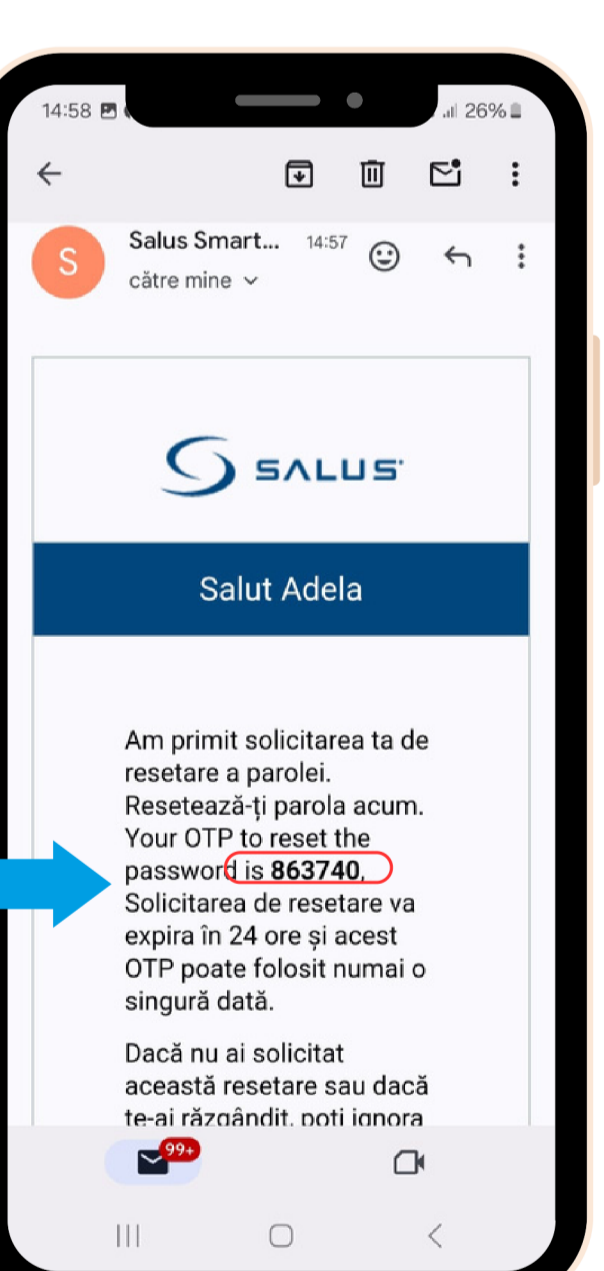 14:58
26%
Salus Smart... 14:57
S
către mine
SALUS
Salut Adela
Am primit solicitarea ta de
resetare a parolei.
Resetează-ți parola acum.
Your OTP to reset the
password is 863740,
Solicitarea de resetare va
expira în 24 ore și acest
OTP poate folosit numai o
singură dată.
Dacă nu ai solicitat
această resetare sau dacă
te-ai răzgândit, poți ignora
99+